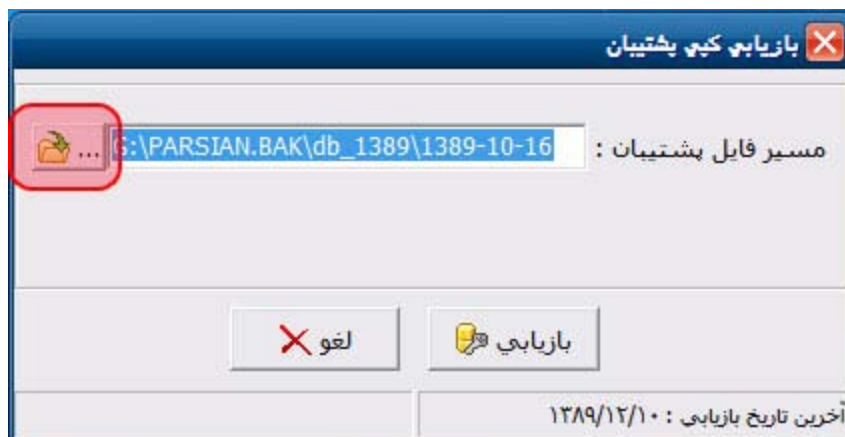 بازيابي كپي پشتيبان
مسير فايل پشتيبان :
G:\PARSIAN.BAK\db_1389\1389-10-16
...
بازيابي
لغو
آخرين تاريخ بازيابي : ۱۳۸۹/۱۲/۱۰